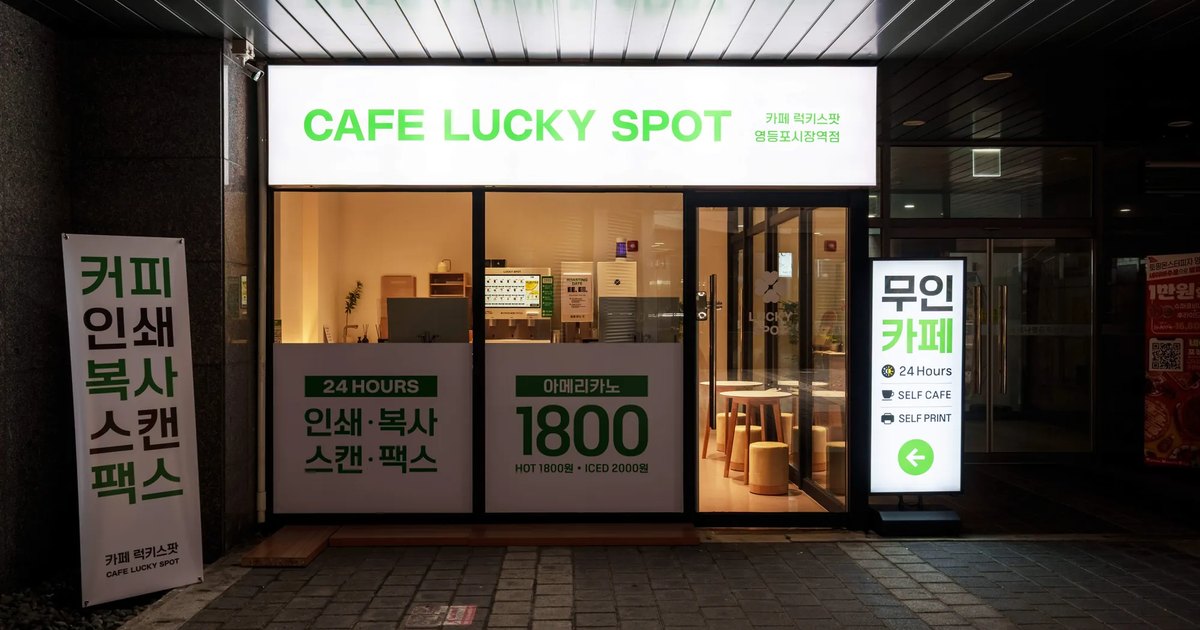 CAFE LUCKY SPOT
카페 럭키스팟
영등포시장역점
커피
인쇄
복사
스캔
팩스
카페 럭키스팟
CAFE LUCKY SPOT
24 HOURS
인쇄·복사
스캔·팩스
LUCKY SPOT
아메리카노
1800
HOT 1800원 • ICED 2000원
LUCKY
SPOT
무인
카페
24 Hours
SELF CAFE
SELF PRINT
1만원